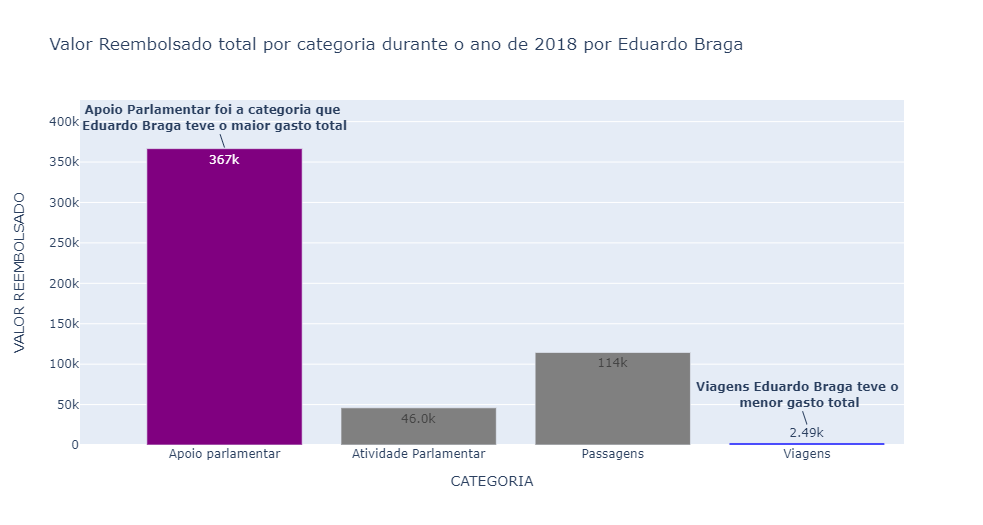 Valor Reembolsado total por categoria durante o ano de 2018 por Eduardo Braga
Apoio Parlamentar foi a categoria que
Eduardo Braga teve o maior gasto total
400k
350k
300k
250k
200k
150k
100k
50k
0
VALOR REEMBOLSADO
367k
46.0k
114k
Viagens Eduardo Braga teve o
menor gasto total
2.49k
Apoio parlamentar
Atividade Parlamentar
Passagens
Viagens
CATEGORIA